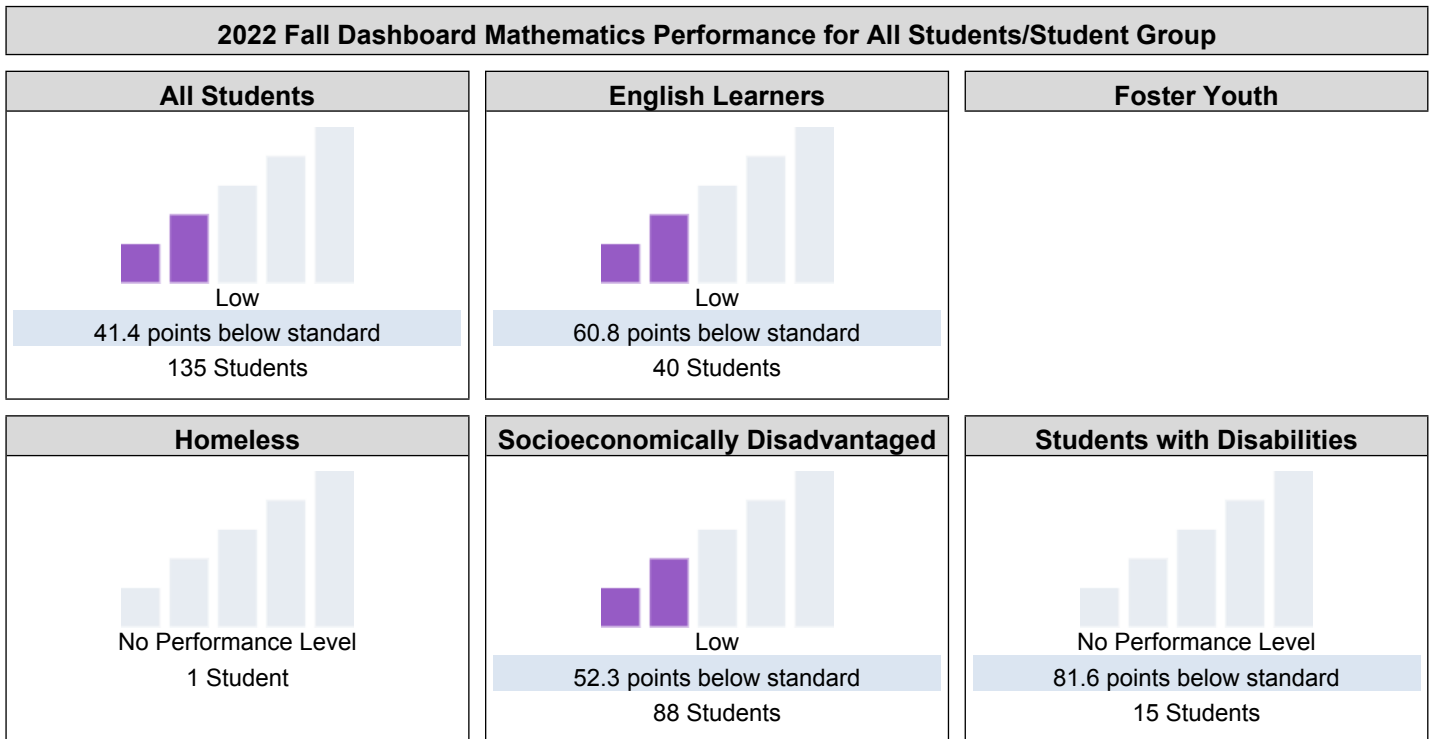 2022 Fall Dashboard Mathematics Performance for All Students/Student Group
All Students
Low
41.4 points below standard
135 Students
English Learners
Low
60.8 points below standard
40 Students
Foster Youth
Homeless
No Performance Level
1 Student
Socioeconomically Disadvantaged
Low
52.3 points below standard
88 Students
Students with Disabilities
No Performance Level
81.6 points below standard
15 Students